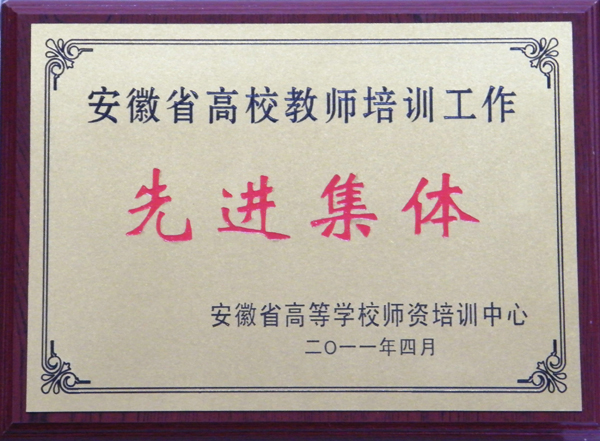 安徽省高校教师培训工作
先进集体
安徽省高等学校师资培训中心
二〇一一年四月